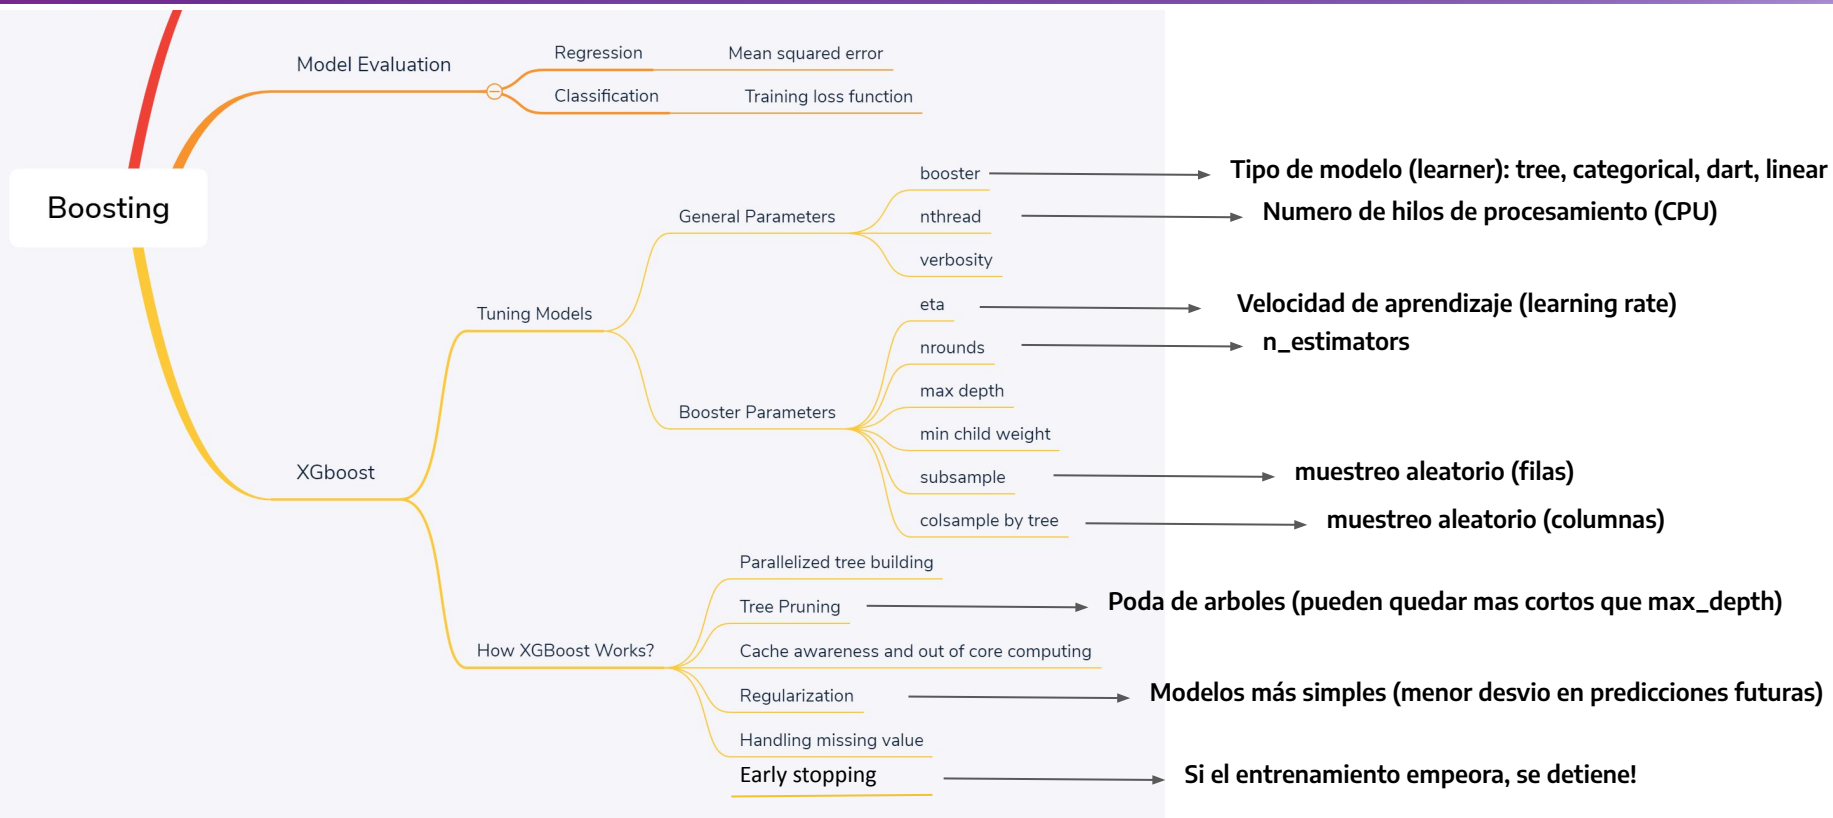 Boosting
Model Evaluation
Regression
Mean squared error
Classification
Training loss function
XGboost
Tuning Models
General Parameters
booster
Tipo de modelo (learner): tree, categorical, dart, linear
nthread
Numero de hilos de procesamiento (CPU)
verbosity
Booster Parameters
eta
Velocidad de aprendizaje (learning rate)
nrounds
n_estimators
max depth
min child weight
subsample
muestreo aleatorio (filas)
colsample by tree
muestreo aleatorio (columnas)
How XGBoost Works?
Parallelized tree building
Tree Pruning
Poda de arboles (pueden quedar mas cortos que max_depth)
Cache awareness and out of core computing
Regularization
Modelos más simples (menor desvio en predicciones futuras)
Handling missing value
Early stopping
Si el entrenamiento empeora, se detiene!